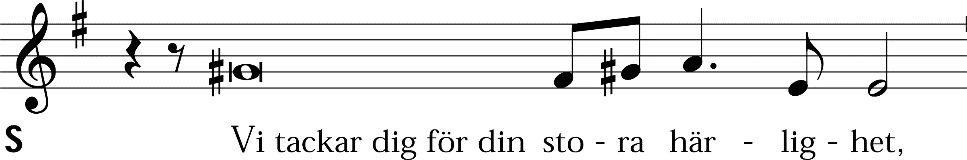 S Vi tackar dig för din sto - ra här - lig - het,